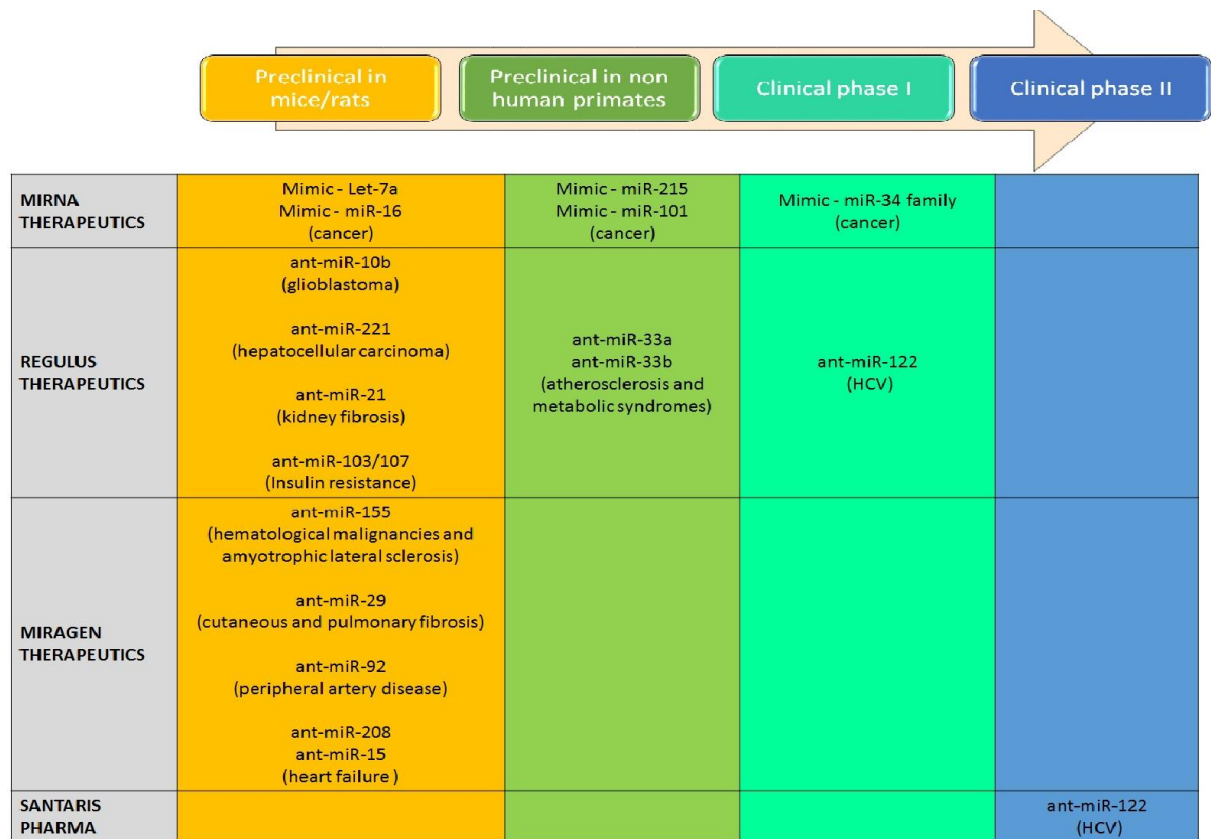 Preclinical in
mice/rats
Preclinical in non
human primates
Clinical phase I
Clinical phase II
MIRNA
THERAPEUTICS
Mimic - Let-7a
Mimic - miR-16
(cancer)
Mimic - miR-215
Mimic - miR-101
(cancer)
Mimic - miR-34 family
(cancer)
REGULUS
THERAPEUTICS
ant-miR-10b
(glioblastoma)
ant-miR-221
(hepatocellular carcinoma)
ant-miR-21
(kidney fibrosis)
ant-miR-103/107
(Insulin resistance)
ant-miR-33a
ant-miR-33b
(atherosclerosis and
metabolic syndromes)
ant-miR-122
(HCV)
MIRAGEN
THERAPEUTICS
ant-miR-155
(hematological malignancies and
amyotrophic lateral sclerosis)
ant-miR-29
(cutaneous and pulmonary fibrosis)
ant-miR-92
(peripheral artery disease)
ant-miR-208
ant-miR-15
(heart failure )
SANTARIS
PHARMA
ant-miR-122
(HCV)